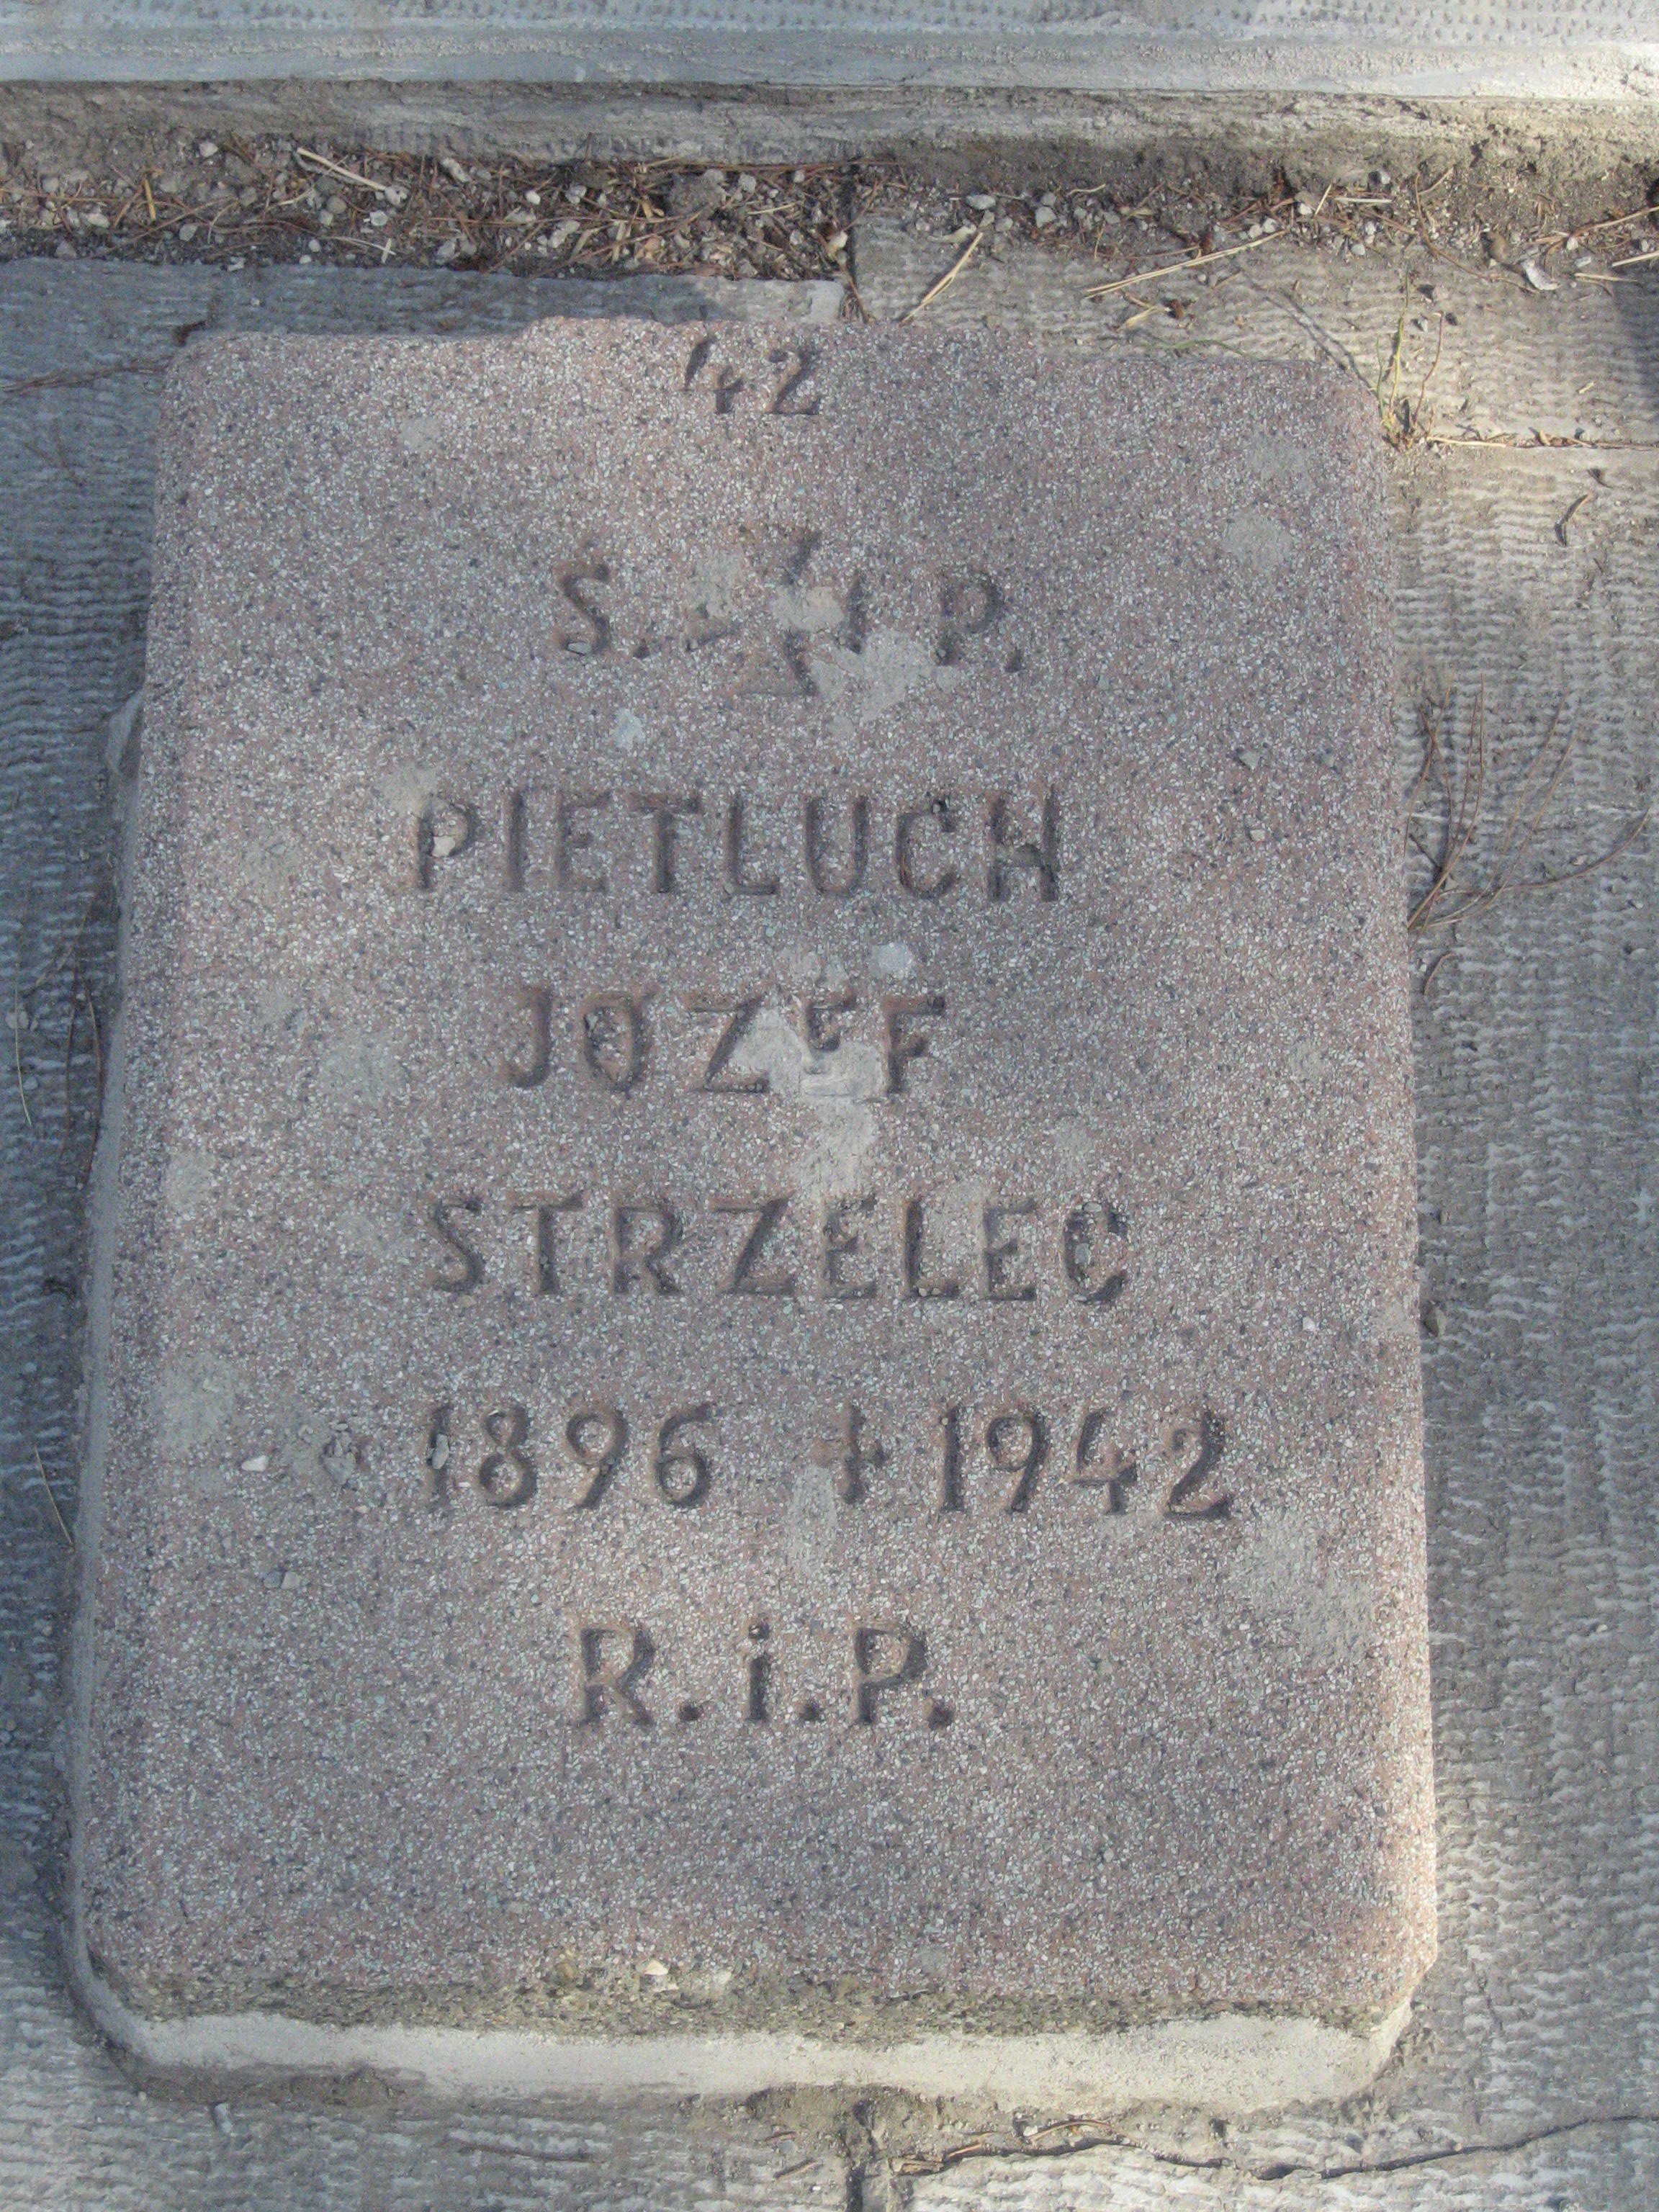 42
S. P.
PIETLUCH
JOZEF
STRZELEC
1896 + 1942
R.i.P.